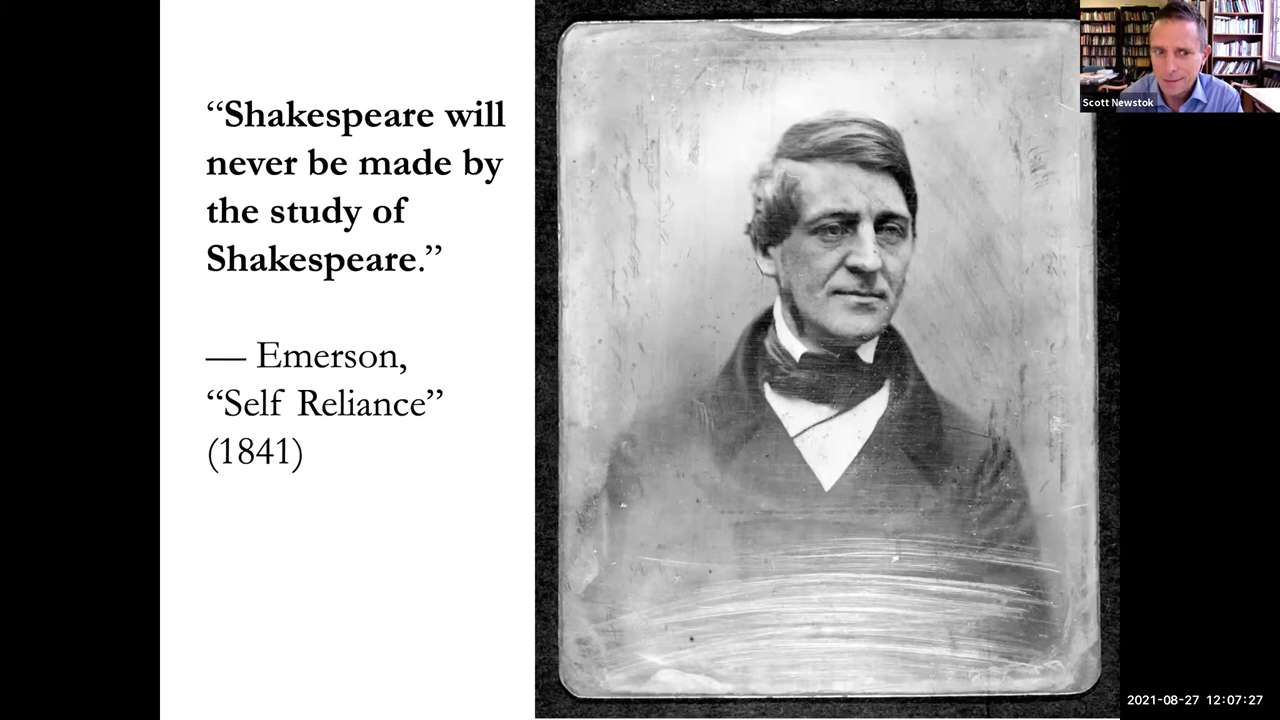 “Shakespeare will
never be made by
the study of
Shakespeare.”
— Emerson,
“Self Reliance”
(1841)
Scott Newstok
2021-08-27 12:07:27